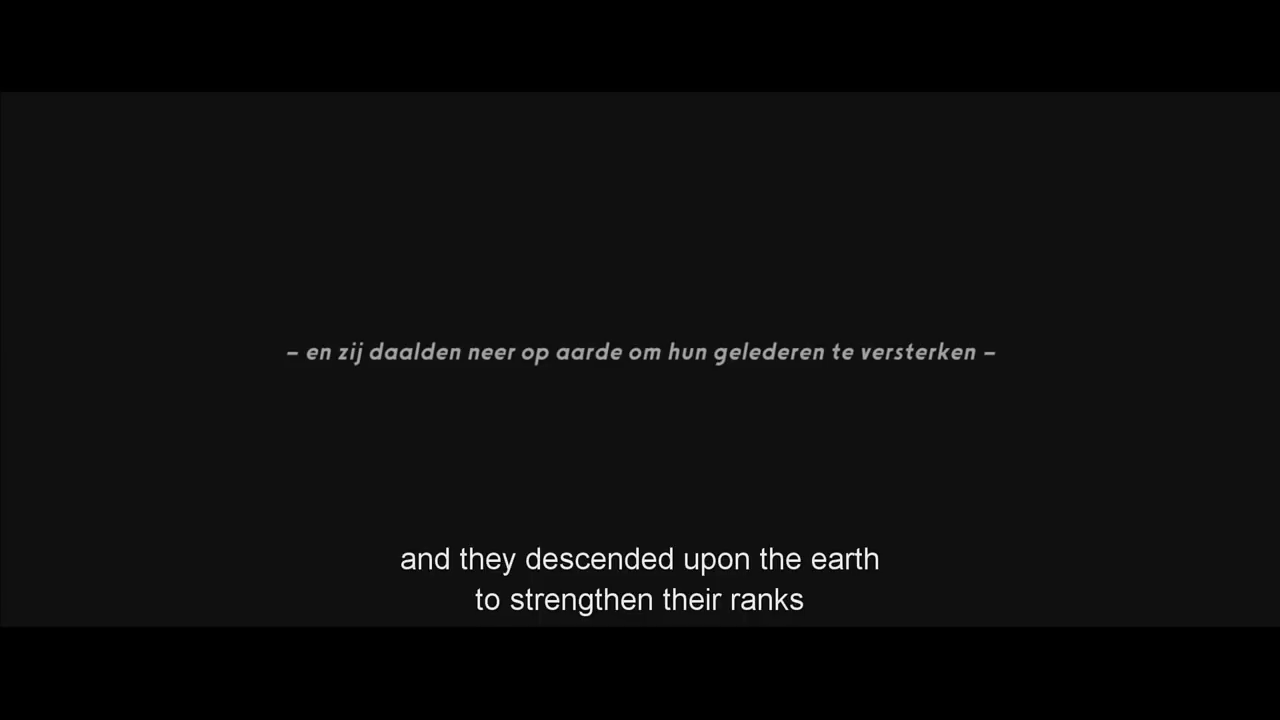 – en zij daalden neer op aarde om hun gelederen te versterken –
and they descended upon the earth
to strengthen their ranks